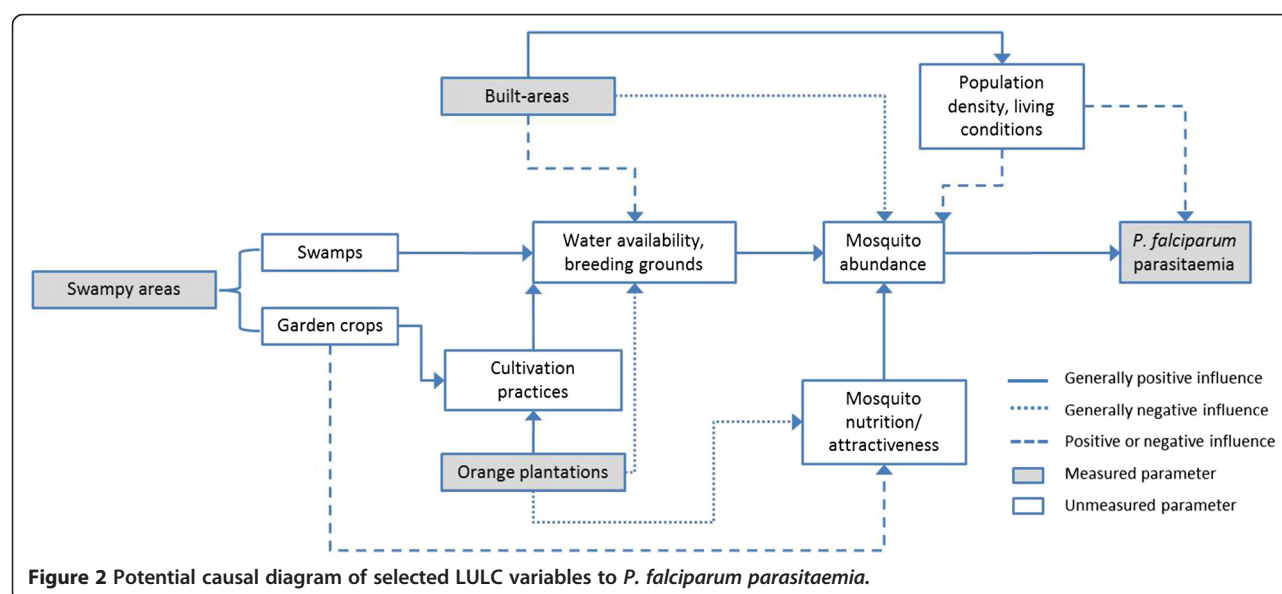 Built-areas
Population
density, living
conditions
Swampy areas
Swamps
Garden crops
Water availability,
breeding grounds
Mosquito
abundance
P. falciparum
parasitaemia
Cultivation
practices
Orange plantations
Mosquito
nutrition/
attractiveness
Generally positive influence
Generally negative influence
Positive or negative influence
Measured parameter
Unmeasured parameter
Figure 2 Potential causal diagram of selected LULC variables to P. falciparum parasitaemia.